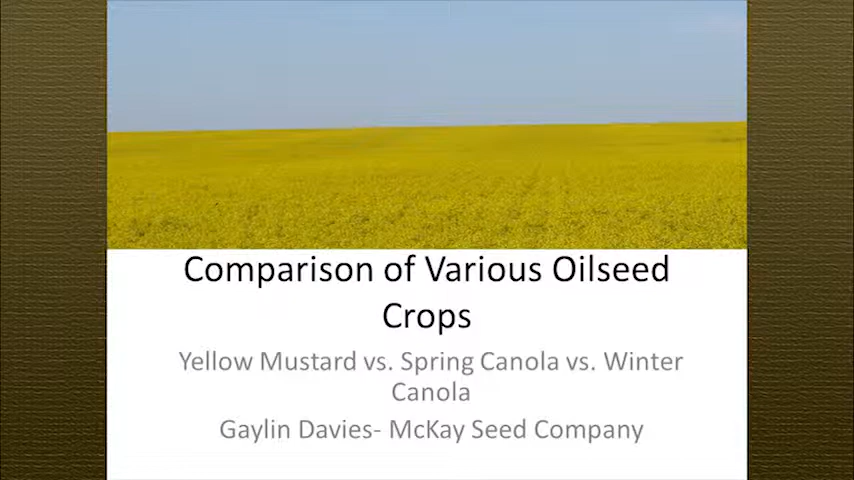 Comparison of Various Oilseed
Crops
Yellow Mustard vs. Spring Canola vs. Winter
Canola
Gaylin Davies- McKay Seed Company